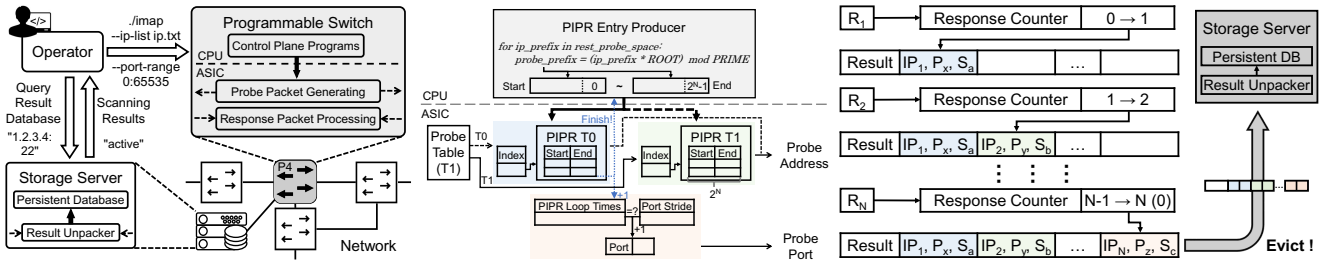 Operator
./imap
--ip-list ip.txt
--port-range
0:65535
Programmable Switch
Control Plane Programs
CPU
ASIC
Probe Packet Generating
Response Packet Processing
Query
Result
Database
"1.2.3.4:
22"
Scanning
Results
"active"
Storage Server
Persistent Database
Result Unpacker
P4
Network
PIPR Entry Producer
for ip_prefix in rest_probe_space:
probe_prefix = (ip_prefix * ROOT) mod PRIME
Start
0
~
2^N-1
End
CPU
ASIC
Finish!
Probe
Table
(T1)
T0
T1
Index
PIPR T0
Start End
Index
PIPR T1
Start End
2^N
Probe
Address
+1
PIPR Loop Times
=?
Port Stride
+1
Port
Probe
Port
R1
Response Counter
0 → 1
Result
IP1, Px, Sa
...
R2
Response Counter
1 → 2
Result
IP1, Px, Sa
IP2, Py, Sb
...
RN
Response Counter
N-1 → N (0)
Result
IP1, Px, Sa
IP2, Py, Sb
...
IPN, Pz, Sc
Storage Server
Persistent DB
Result Unpacker
Evict !